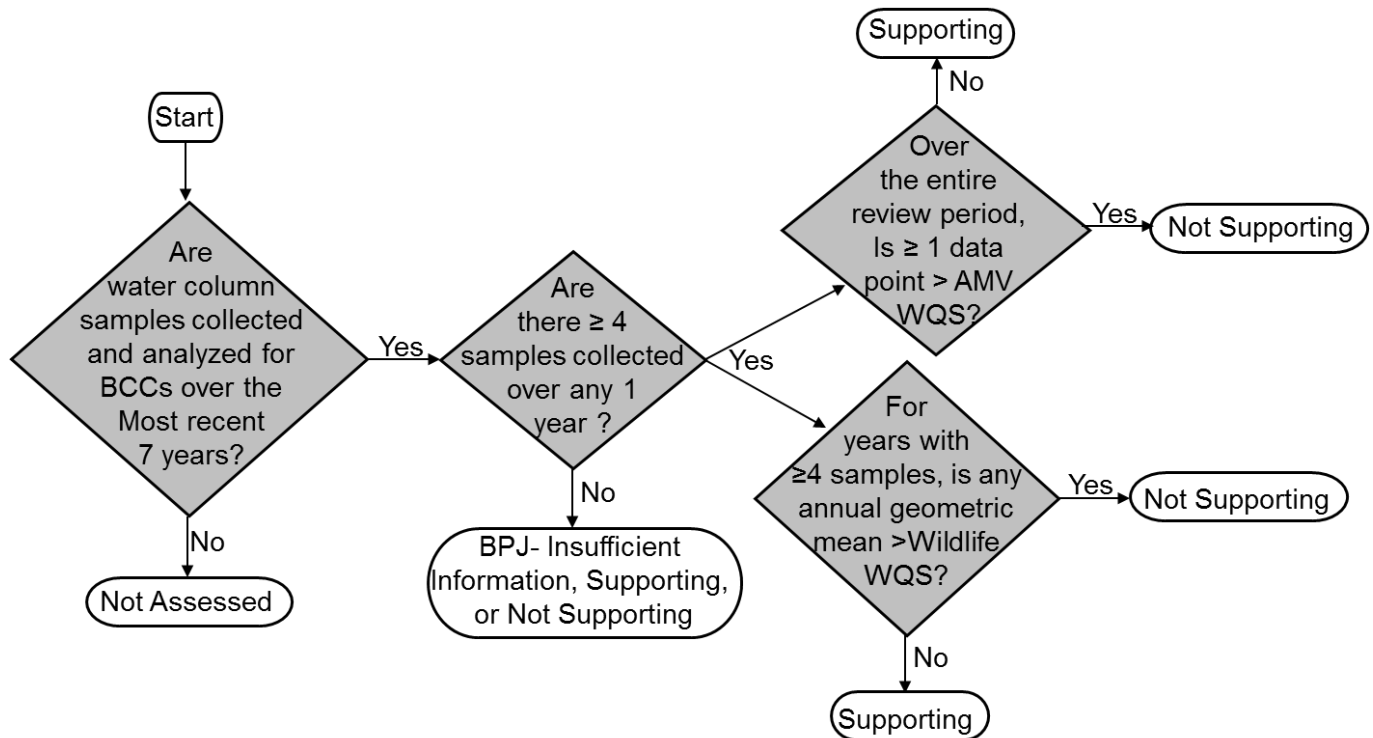 Start
Are
water column
samples collected
and analyzed for
BCCs over the
Most recent
7 years?
No
Not Assessed
Yes
Are
there ≥ 4
samples collected
over any 1
year ?
No
BPJ- Insufficient
Information, Supporting,
or Not Supporting
Yes
Over
the entire
review period,
Is ≥ 1 data
point > AMV
WQS?
No
Supporting
Yes
Not Supporting
For
years with
≥4 samples, is any
annual geometric
mean >Wildlife
WQS?
Yes
Not Supporting
No
Supporting